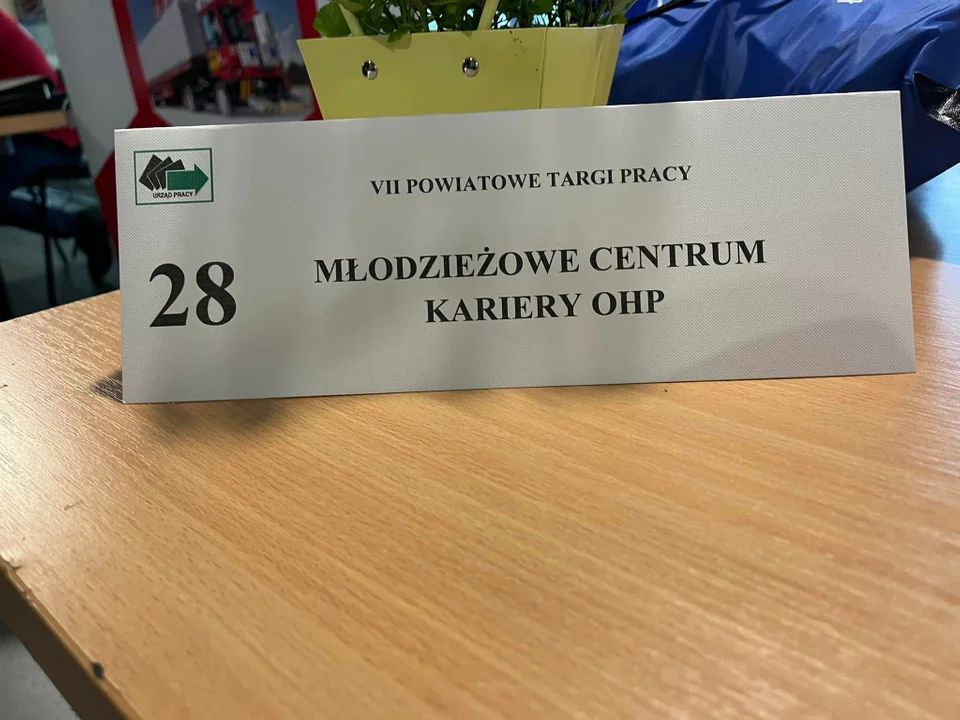 URZĄD PRACY
VII POWIATOWE TARGI PRACY
28
MŁODZIEŻOWE CENTRUM
KARIERY OHP